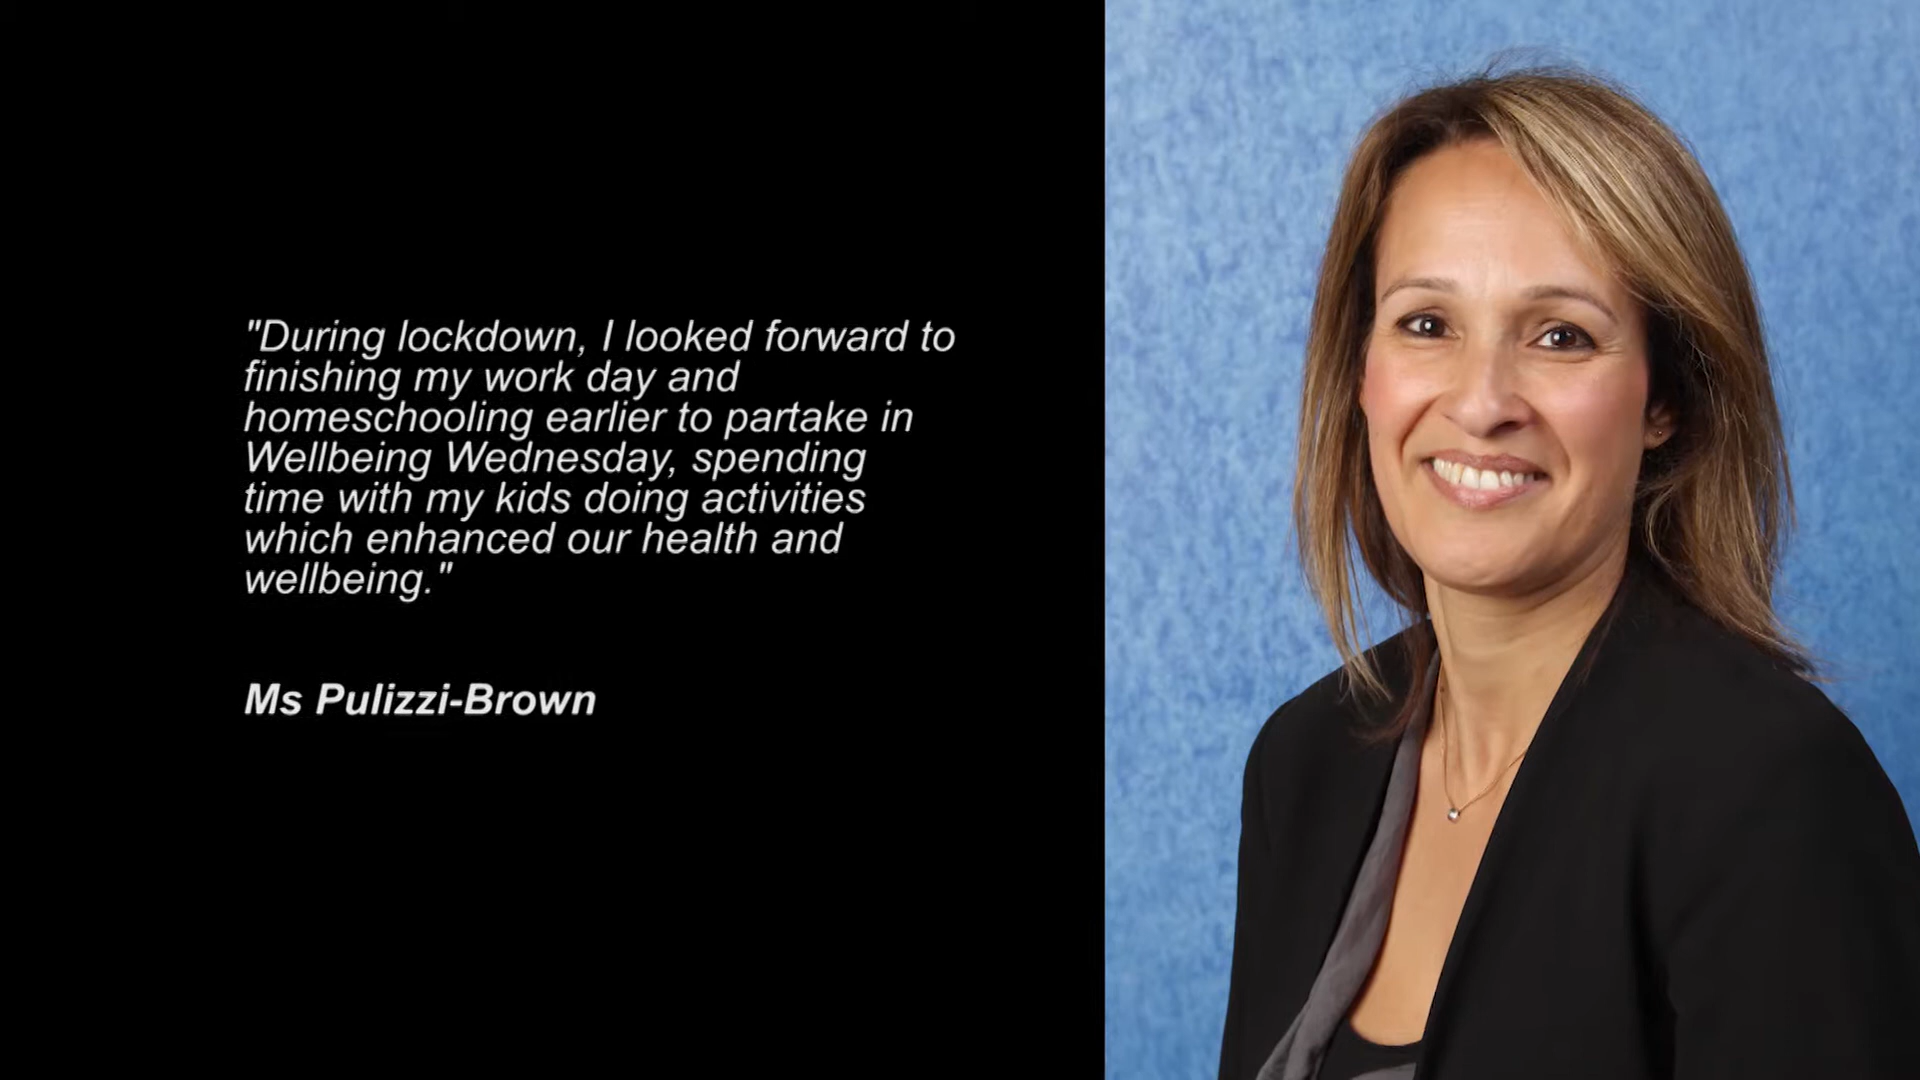 "During lockdown, I looked forward to
finishing my work day and
homeschooling earlier to partake in
Wellbeing Wednesday, spending
time with my kids doing activities
which enhanced our health and
wellbeing."
Ms Pulizzi-Brown